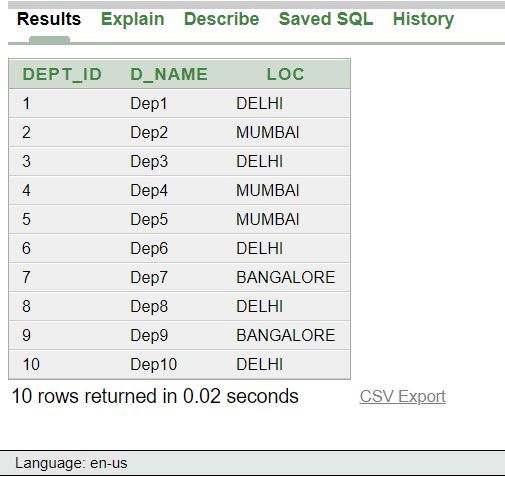 Results Explain Describe Saved SQL History
DEPT_ID D_NAME LOC
1 Dep1 DELHI
2 Dep2 MUMBAI
3 Dep3 DELHI
4 Dep4 MUMBAI
5 Dep5 MUMBAI
6 Dep6 DELHI
7 Dep7 BANGALORE
8 Dep8 DELHI
9 Dep9 BANGALORE
10 Dep10 DELHI
10 rows returned in 0.02 seconds CSV Export
Language: en-us